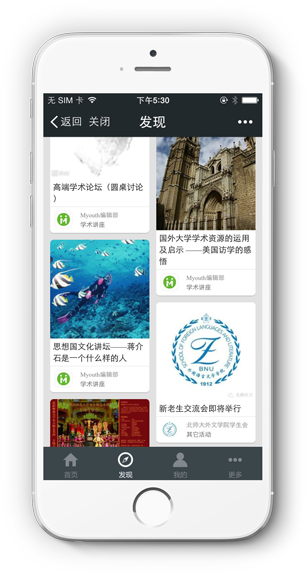 无 SIM 卡
下午5:30
返回 关闭
发现
高端学术论坛（圆桌讨论
）
Myouth编辑部
学术讲座
国外大学学术资源的运用
及启示 ——美国访学的感
悟
Myouth编辑部
学术讲座
思想国文化讲坛——蒋介
石是一个什么样的人
Myouth编辑部
学术讲座
SCHOOL OF FOREIGN LANGUAGES AND LITERATURE
BNU
1912
新老生交流会即将举行
北师大外文学院学生会
其它活动
首页
发现
我的
更多